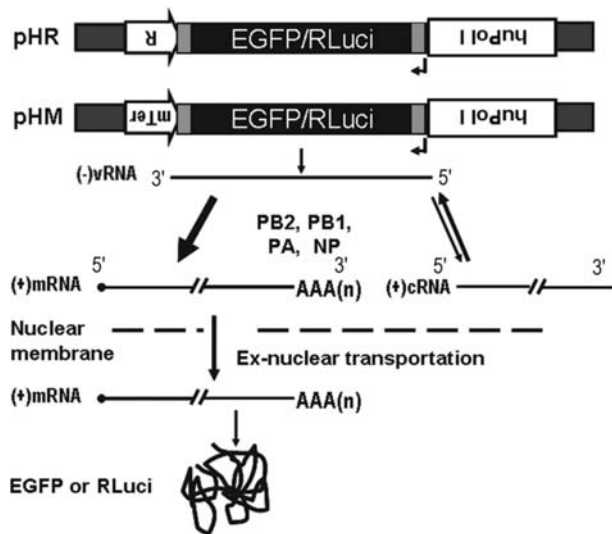 pHR R EGFP/RLuci huPol I
pHM mTer EGFP/RLuci huPol I
(-)vRNA 3' 5'
PB2, PB1,
PA, NP
5' 3' 5' 3'
(+)mRNA AAA(n) (+)cRNA
Nuclear
membrane
Ex-nuclear transportation
(+)mRNA AAA(n)
EGFP or RLuci